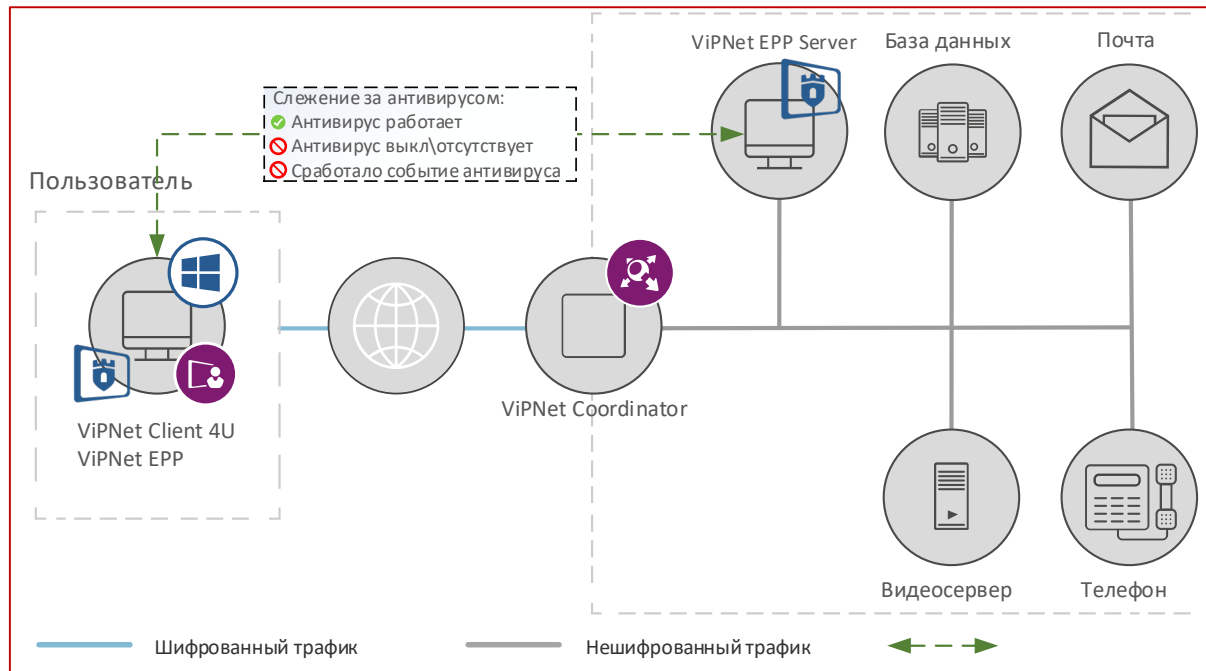 ViPNet EPP Server
База данных
Почта
Слежение за антивирусом:
Антивирус работает
Антивирус выкл\отсутствует
Сработало событие антивируса
Пользователь
ViPNet Coordinator
ViPNet Client 4U
ViPNet EPP
Видеосервер
Телефон
Шифрованный трафик
Нешифрованный трафик